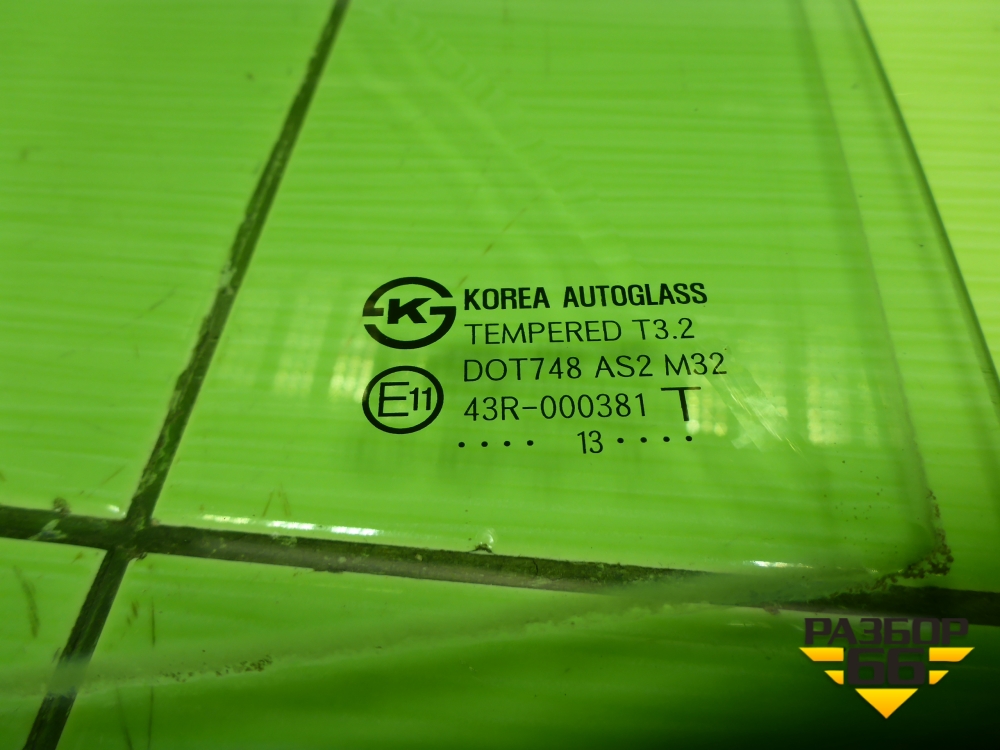 K
KOREA AUTOGLASS
TEMPERED T3.2
DOT748 AS2 M32
E11
43R-000381 T
.... 13 ....
РАЗБОР
66